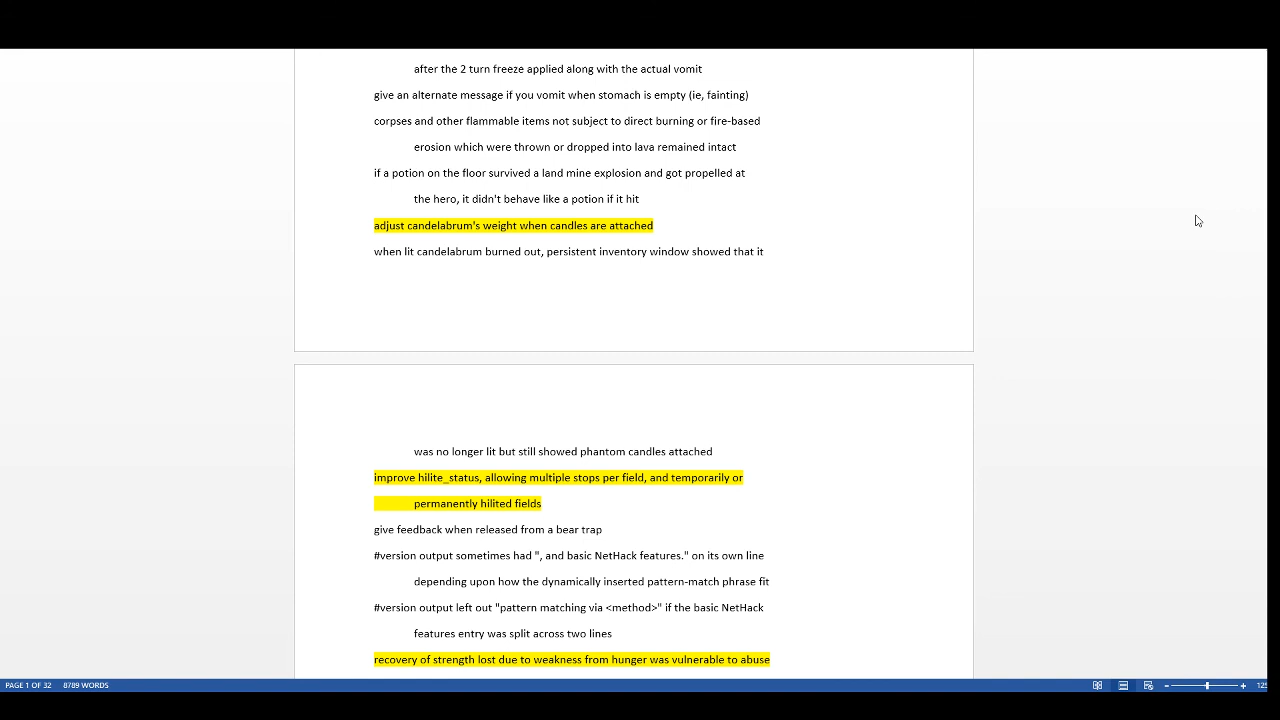 after the 2 turn freeze applied along with the actual vomit
give an alternate message if you vomit when stomach is empty (ie, fainting)
corpses and other flammable items not subject to direct burning or fire-based
erosion which were thrown or dropped into lava remained intact
if a potion on the floor survived a land mine explosion and got propelled at
the hero, it didn't behave like a potion if it hit
adjust candelabrum's weight when candles are attached
when lit candelabrum burned out, persistent inventory window showed that it
was no longer lit but still showed phantom candles attached
improve hilite_status, allowing multiple stops per field, and temporarily or
permanently hilited fields
give feedback when released from a bear trap
#version output sometimes had ", and basic NetHack features." on its own line
depending upon how the dynamically inserted pattern-match phrase fit
#version output left out "pattern matching via <method>" if the basic NetHack
features entry was split across two lines
recovery of strength lost due to weakness from hunger was vulnerable to abuse
PAGE 1 OF 32 8789 WORDS